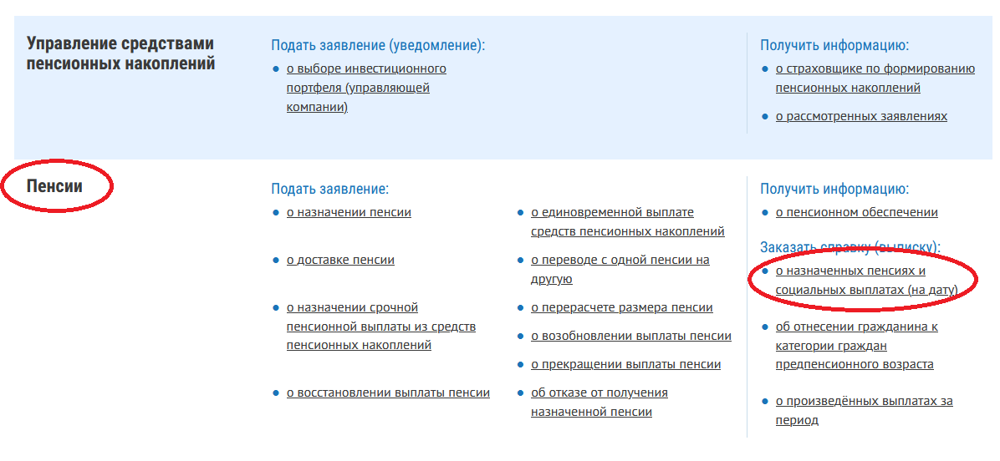 Управление средствами
пенсионных накоплений
Подать заявление (уведомление):
о выборе инвестиционного
портфеля (управляющей
компании)
Получить информацию:
о страховщике по формированию
пенсионных накоплений
о рассмотренных заявлениях
Пенсии
Подать заявление:
о назначении пенсии
о доставке пенсии
о назначении срочной
пенсионной выплаты из средств
пенсионных накоплений
о восстановлении выплаты пенсии
о единовременной выплате
средств пенсионных накоплений
о переводе с одной пенсии на
другую
о перерасчете размера пенсии
о возобновлении выплаты пенсии
о прекращении выплаты пенсии
об отказе от получения
назначенной пенсии
Получить информацию:
о пенсионном обеспечении
Заказать справку (выписку):
о назначенных пенсиях и
социальных выплатах (на дату)
об отнесении гражданина к
категории граждан
предпенсионного возраста
о произведённых выплатах за
период